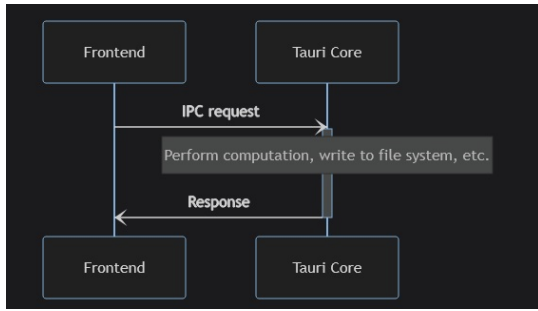 Frontend
Tauri Core
IPC request
Perform computation, write to file system, etc.
Response
Frontend
Tauri Core